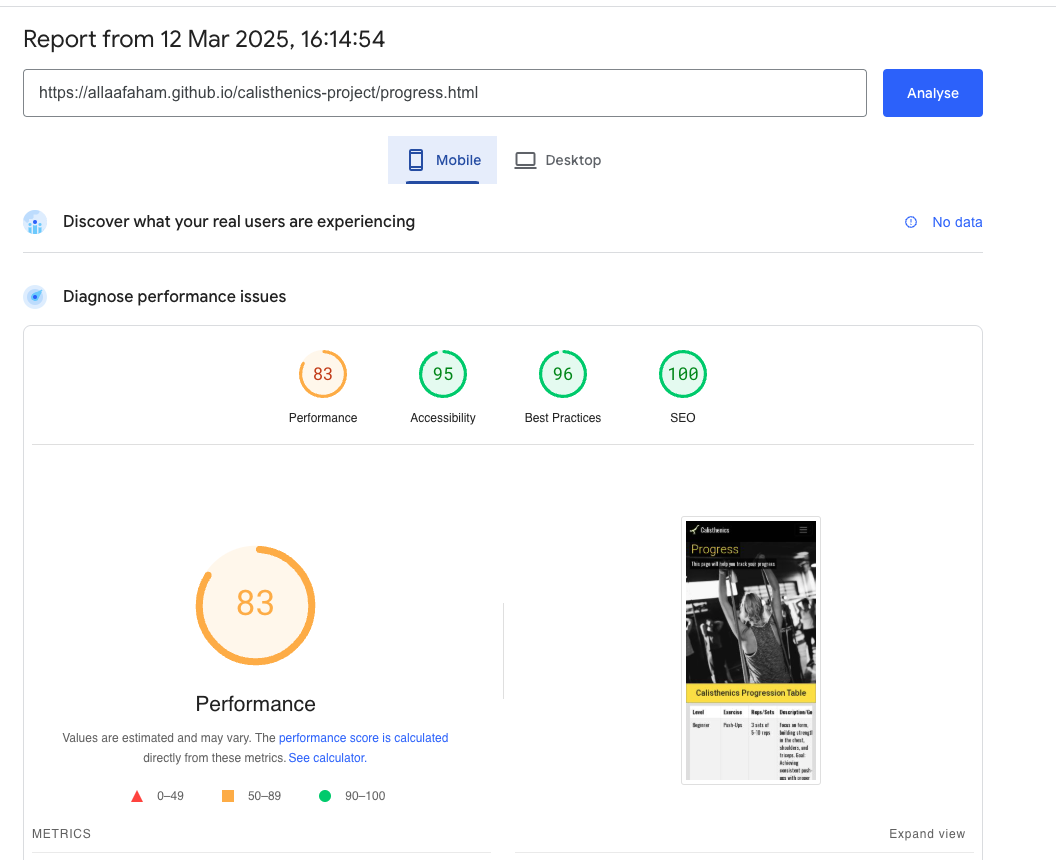 Report from 12 Mar 2025, 16:14:54
https://allaafaham.github.io/calisthenics-project/progress.html
Analyse
Mobile
Desktop
Discover what your real users are experiencing
No data
Diagnose performance issues
83
95
96
100
Performance
Accessibility
Best Practices
SEO
83
Performance
Values are estimated and may vary. The performance score is calculated
directly from these metrics. See calculator.
0–49
50–89
90–100
Calisthenics
Progress
This page will help you track your progress
Calisthenics Progression Table
Level Exercise Reps/Sets Description/Go
Beginner Push-Ups 3 sets of Focus on form,
5-10 reps building strengt
in the chest,
shoulders, and
triceps. Goal:
Achieving
consistent push-
ups with proper
METRICS
Expand view